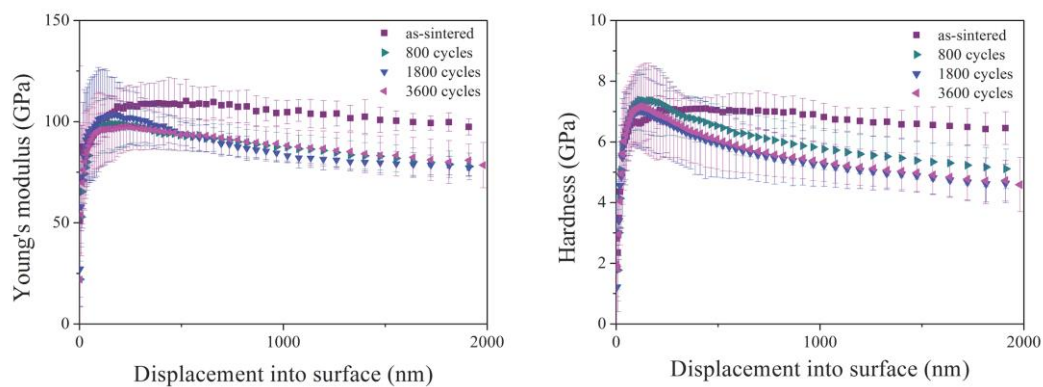 150
100
50
0
0
1000
2000
Young's modulus (GPa)
Displacement into surface (nm)
as-sintered
800 cycles
1800 cycles
3600 cycles
10
8
6
4
2
0
0
1000
2000
Hardness (GPa)
Displacement into surface (nm)
as-sintered
800 cycles
1800 cycles
3600 cycles